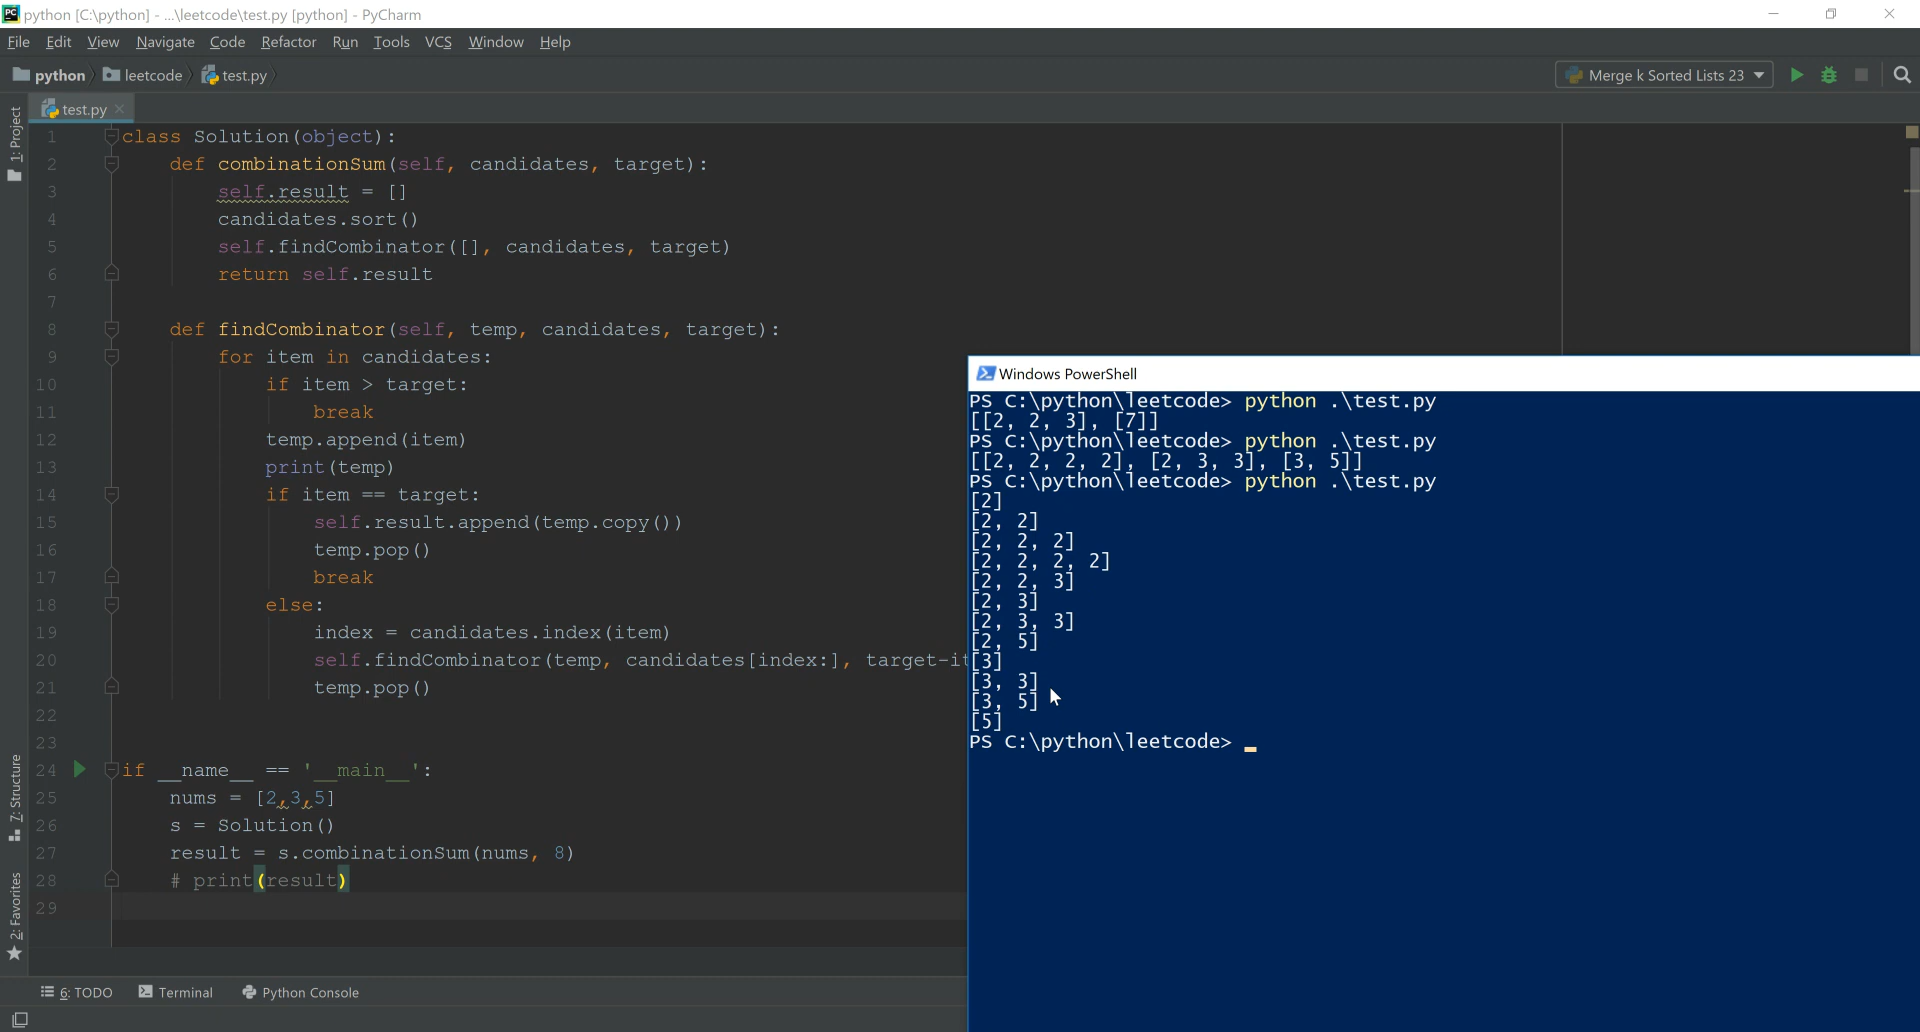 PC python [C:\python] - ...\leetcode\test.py [python] - PyCharm
File Edit View Navigate Code Refactor Run Tools VCS Window Help
python leetcode test.py Merge k Sorted Lists 23
1: Project
test.py
1 class Solution(object):
2     def combinationSum(self, candidates, target):
3         self.result = []
4         candidates.sort()
5         self.findCombinator([], candidates, target)
6         return self.result
7
8     def findCombinator(self, temp, candidates, target):
9         for item in candidates:
10             if item > target:
11                 break
12             temp.append(item)
13             print(temp)
14             if item == target:
15                 self.result.append(temp.copy())
16                 temp.pop()
17                 break
18             else:
19                 index = candidates.index(item)
20                 self.findCombinator(temp, candidates[index:], target-it
21                 temp.pop()
22
23
24 if __name__ == '__main__':
25     nums = [2,3,5]
26     s = Solution()
27     result = s.combinationSum(nums, 8)
28     # print(result)
29
7: Structure
2: Favorites
6: TODO Terminal Python Console
Windows PowerShell
PS C:\python\leetcode> python .\test.py
[[2, 2, 3], [7]]
PS C:\python\leetcode> python .\test.py
[[2, 2, 2, 2], [2, 3, 3], [3, 5]]
PS C:\python\leetcode> python .\test.py
[2]
[2, 2]
[2, 2, 2]
[2, 2, 2, 2]
[2, 2, 3]
[2, 3]
[2, 3, 3]
[2, 5]
[3]
[3, 3]
[3, 5]
[5]
PS C:\python\leetcode> _